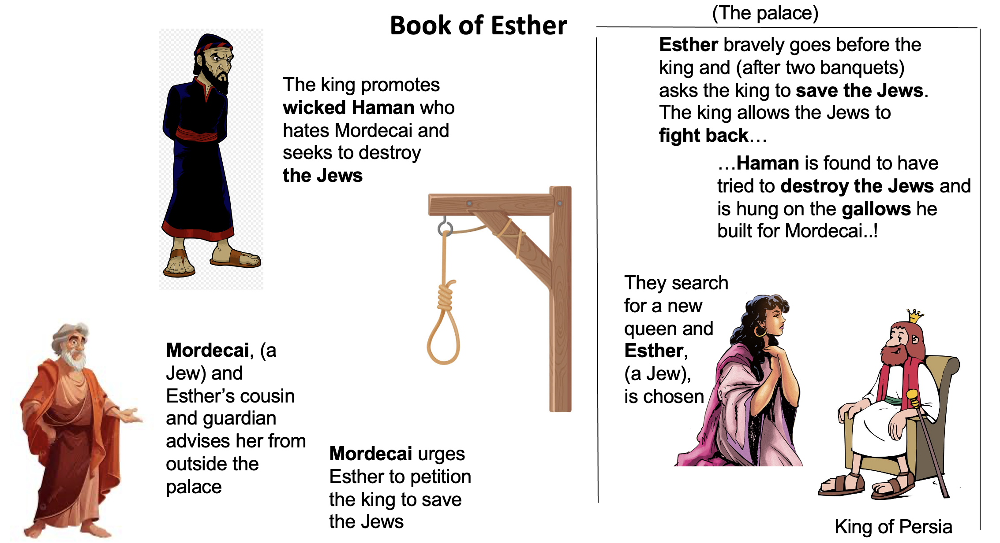 Book of Esther
(The palace)
The king promotes
wicked Haman who
hates Mordecai and
seeks to destroy
the Jews
Esther bravely goes before the
king and (after two banquets)
asks the king to save the Jews.
The king allows the Jews to
fight back…
…Haman is found to have
tried to destroy the Jews and
is hung on the gallows he
built for Mordecai..!
They search
for a new
queen and
Esther,
(a Jew),
is chosen
Mordecai, (a
Jew) and
Esther’s cousin
and guardian
advises her from
outside the
palace
Mordecai urges
Esther to petition
the king to save
the Jews
King of Persia